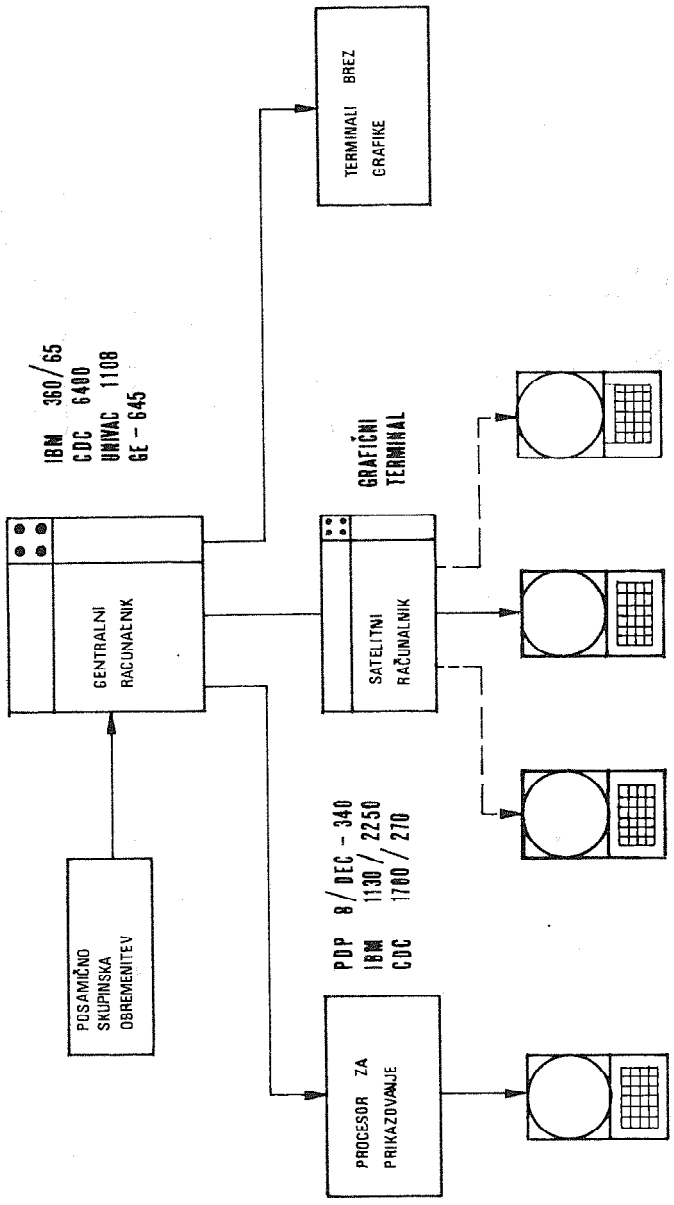 POSAMIČNO
SKUPINSKA
OBREMENITEV
CENTRALNI
RAČUNALNIK
IBM 360/65
CDC 6400
UNIVAC 1108
GE - 645
PROCESOR ZA
PRIKAZOVANJE
PDP 8/DEC - 340
IBM 1130/2250
CDC 1700/270
SATELITNI
RAČUNALNIK
GRAFIČNI
TERMINAL
TERMINALI BREZ
GRAFIKE